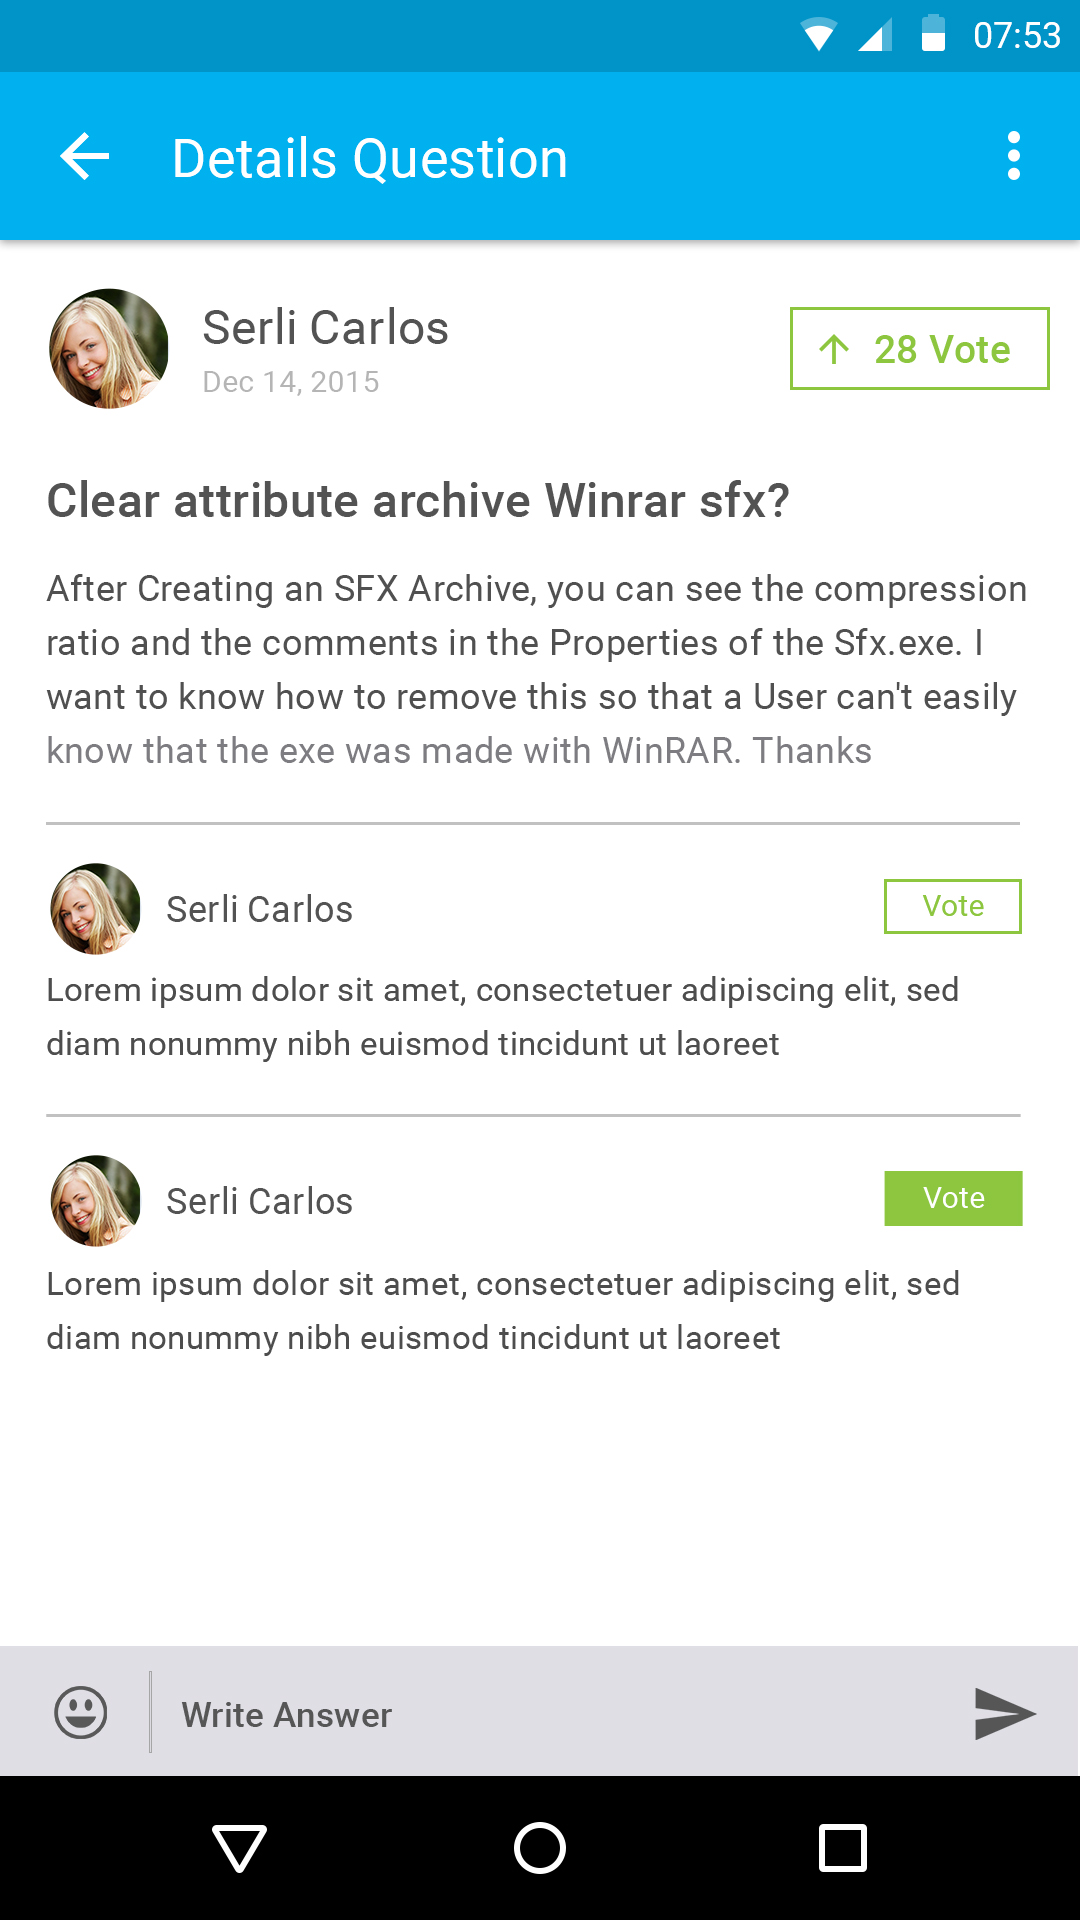 07:53
Details Question
Serli Carlos
Dec 14, 2015
28 Vote
Clear attribute archive Winrar sfx?
After Creating an SFX Archive, you can see the compression
ratio and the comments in the Properties of the Sfx.exe. I
want to know how to remove this so that a User can't easily
know that the exe was made with WinRAR. Thanks
Serli Carlos
Vote
Lorem ipsum dolor sit amet, consectetuer adipiscing elit, sed
diam nonummy nibh euismod tincidunt ut laoreet
Serli Carlos
Vote
Lorem ipsum dolor sit amet, consectetuer adipiscing elit, sed
diam nonummy nibh euismod tincidunt ut laoreet
Write Answer